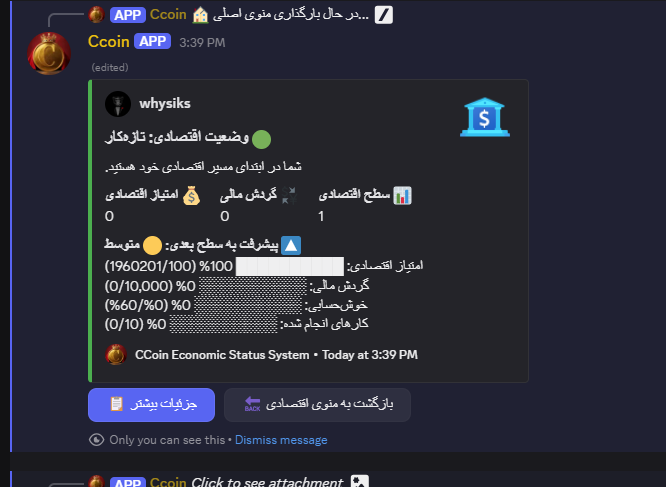 APP Ccoin در حال بارگذاری منوی اصلی...
Ccoin APP 3:39 PM
(edited)
whysiks
وضعیت اقتصادی: تازه‌کار
شما در ابتدای مسیر اقتصادی خود هستید.
سطح اقتصادی
1
گردش مالی
0
امتیاز اقتصادی
0
پیشرفت به سطح بعدی: متوسط
امتیاز اقتصادی: ██████████ 100% (1960201/100)
گردش مالی: ░░░░░░░░░░ 0% (0/10,000)
خوش‌حسابی: ░░░░░░░░░░ 0% (0%/60%)
کارهای انجام شده: ░░░░░░░░░░ 0% (0/10)
CCoin Economic Status System • Today at 3:39 PM
جزئیات بیشتر
BACK بازگشت به منوی اقتصادی
Only you can see this • Dismiss message
APP Ccoin Click to see attachment